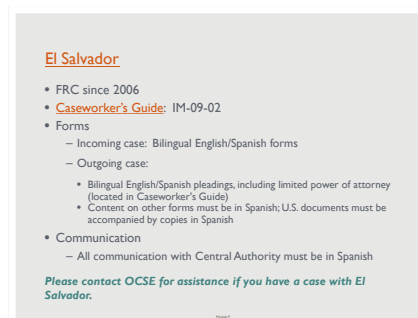 El Salvador
• FRC since 2006
• Caseworker's Guide: IM-09-02
• Forms
– Incoming case: Bilingual English/Spanish forms
– Outgoing case:
• Bilingual English/Spanish pleadings, including limited power of attorney
(located in Caseworker's Guide)
• Content on other forms must be in Spanish; U.S. documents must be
accompanied by copies in Spanish
• Communication
– All communication with Central Authority must be in Spanish
Please contact OCSE for assistance if you have a case with El
Salvador.